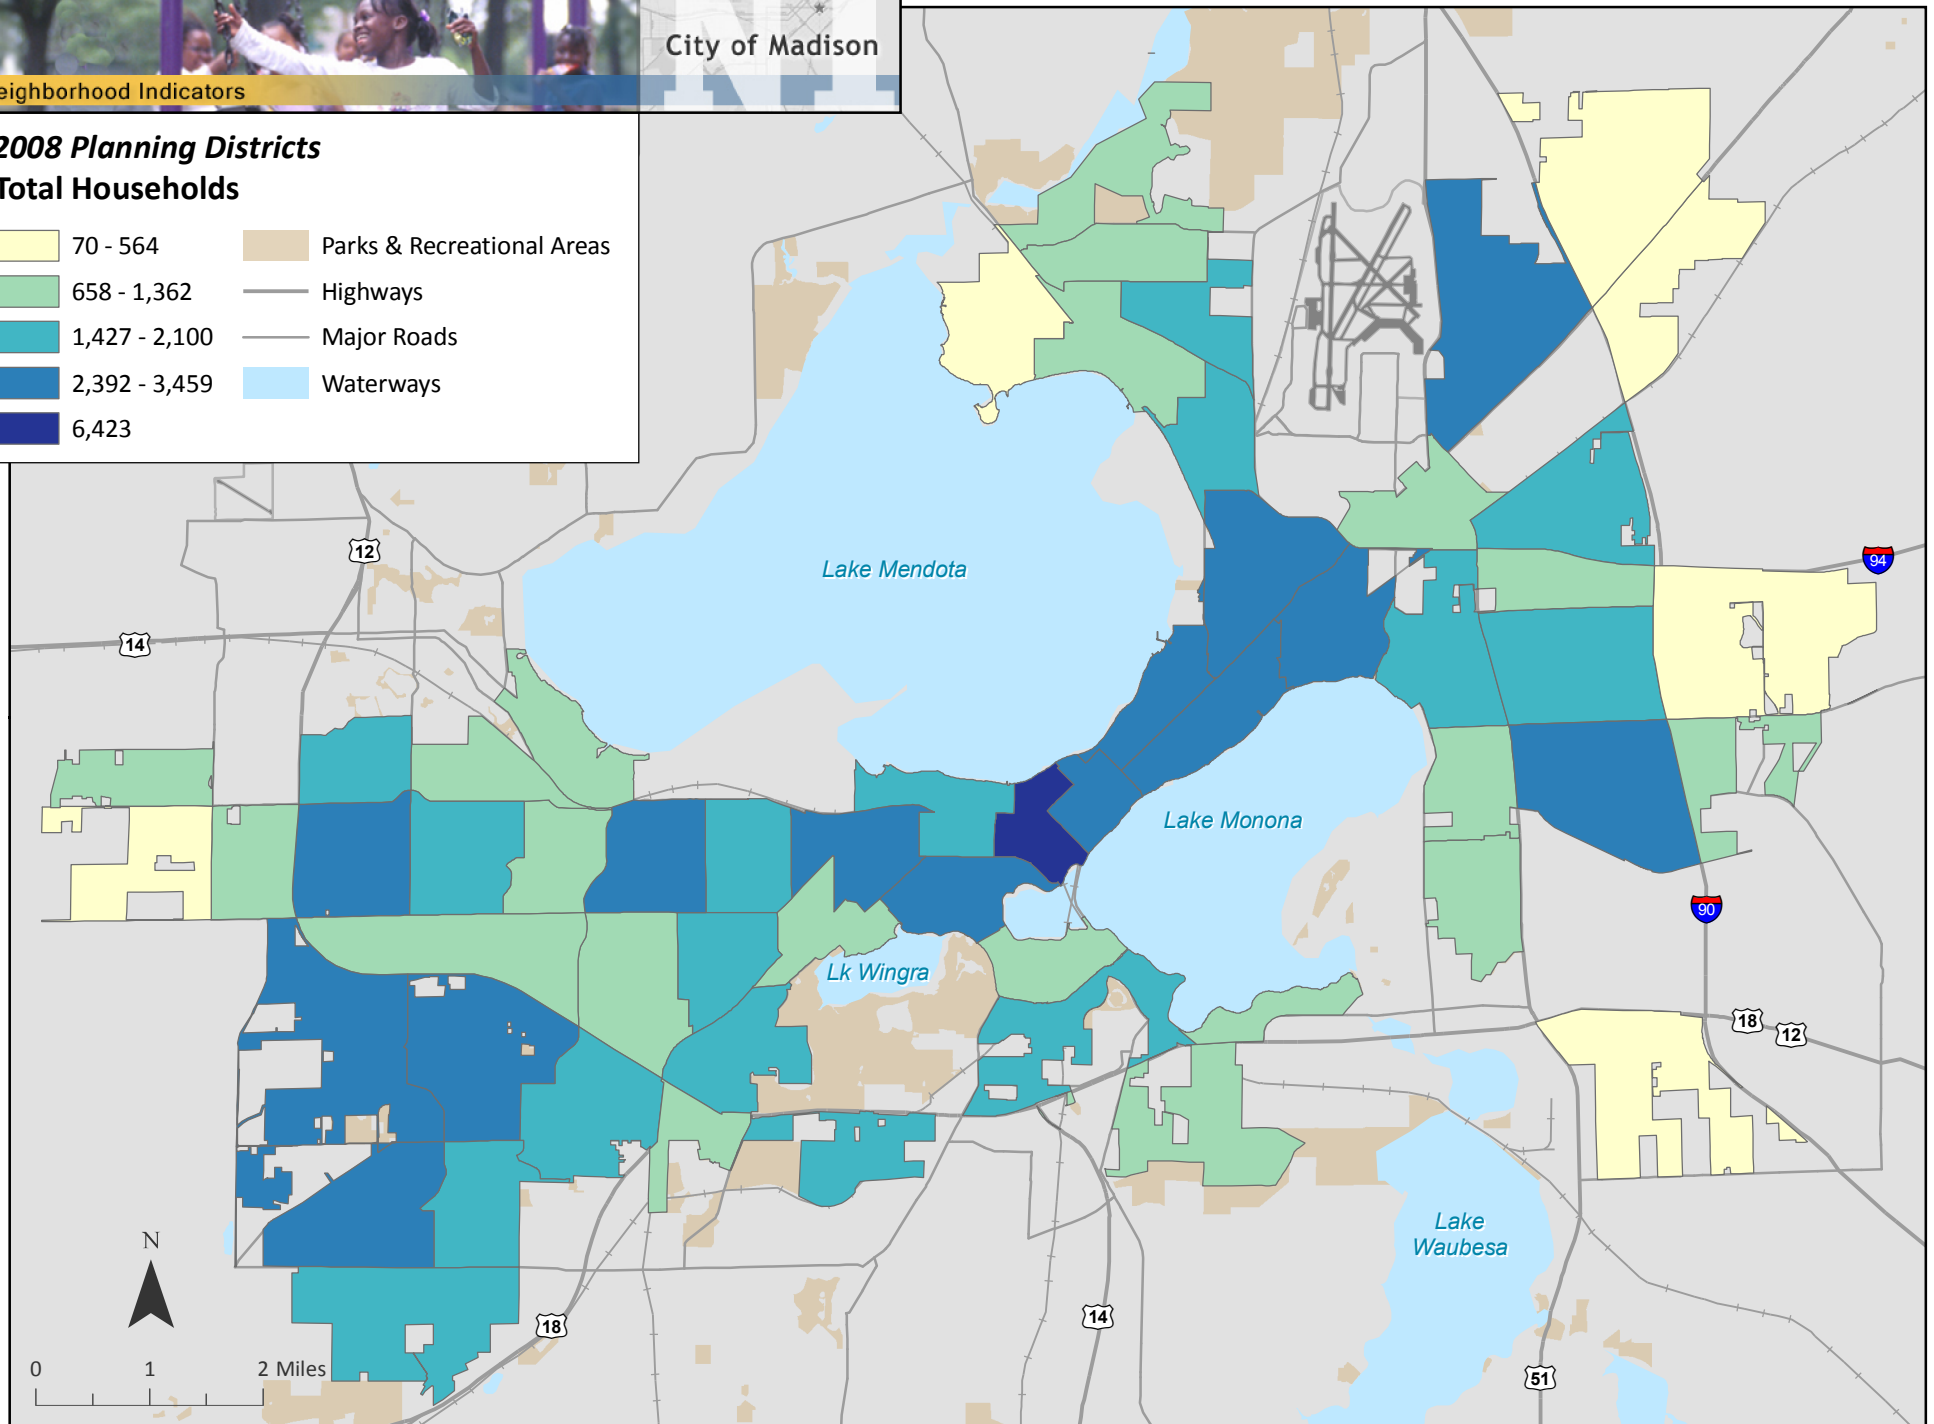 City of Madison
eighborhood Indicators
2008 Planning Districts
Total Households
70 - 564
658 - 1,362
1,427 - 2,100
2,392 - 3,459
6,423
Parks & Recreational Areas
Highways
Major Roads
Waterways
12
14
Lake Mendota
94
Lake Monona
90
Lk Wingra
18
12
Lake
Waubesa
N
18
14
51
0 1 2 Miles